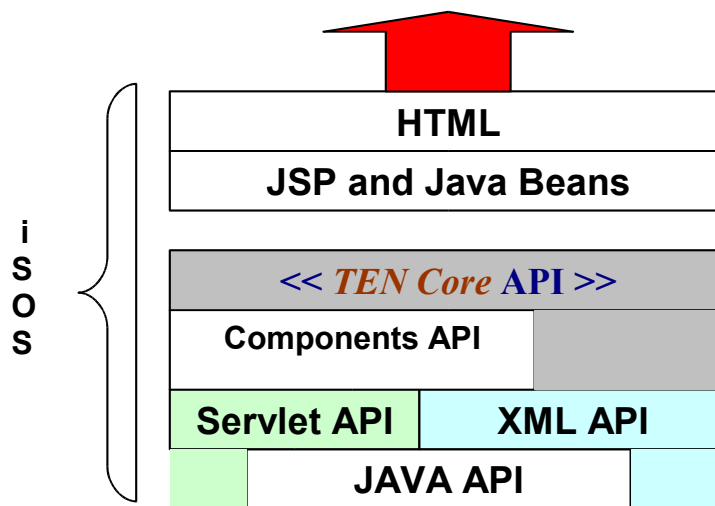 HTML
JSP and Java Beans
i
S
O
S
<< TEN Core API >>
Components API
Servlet API XML API
JAVA API